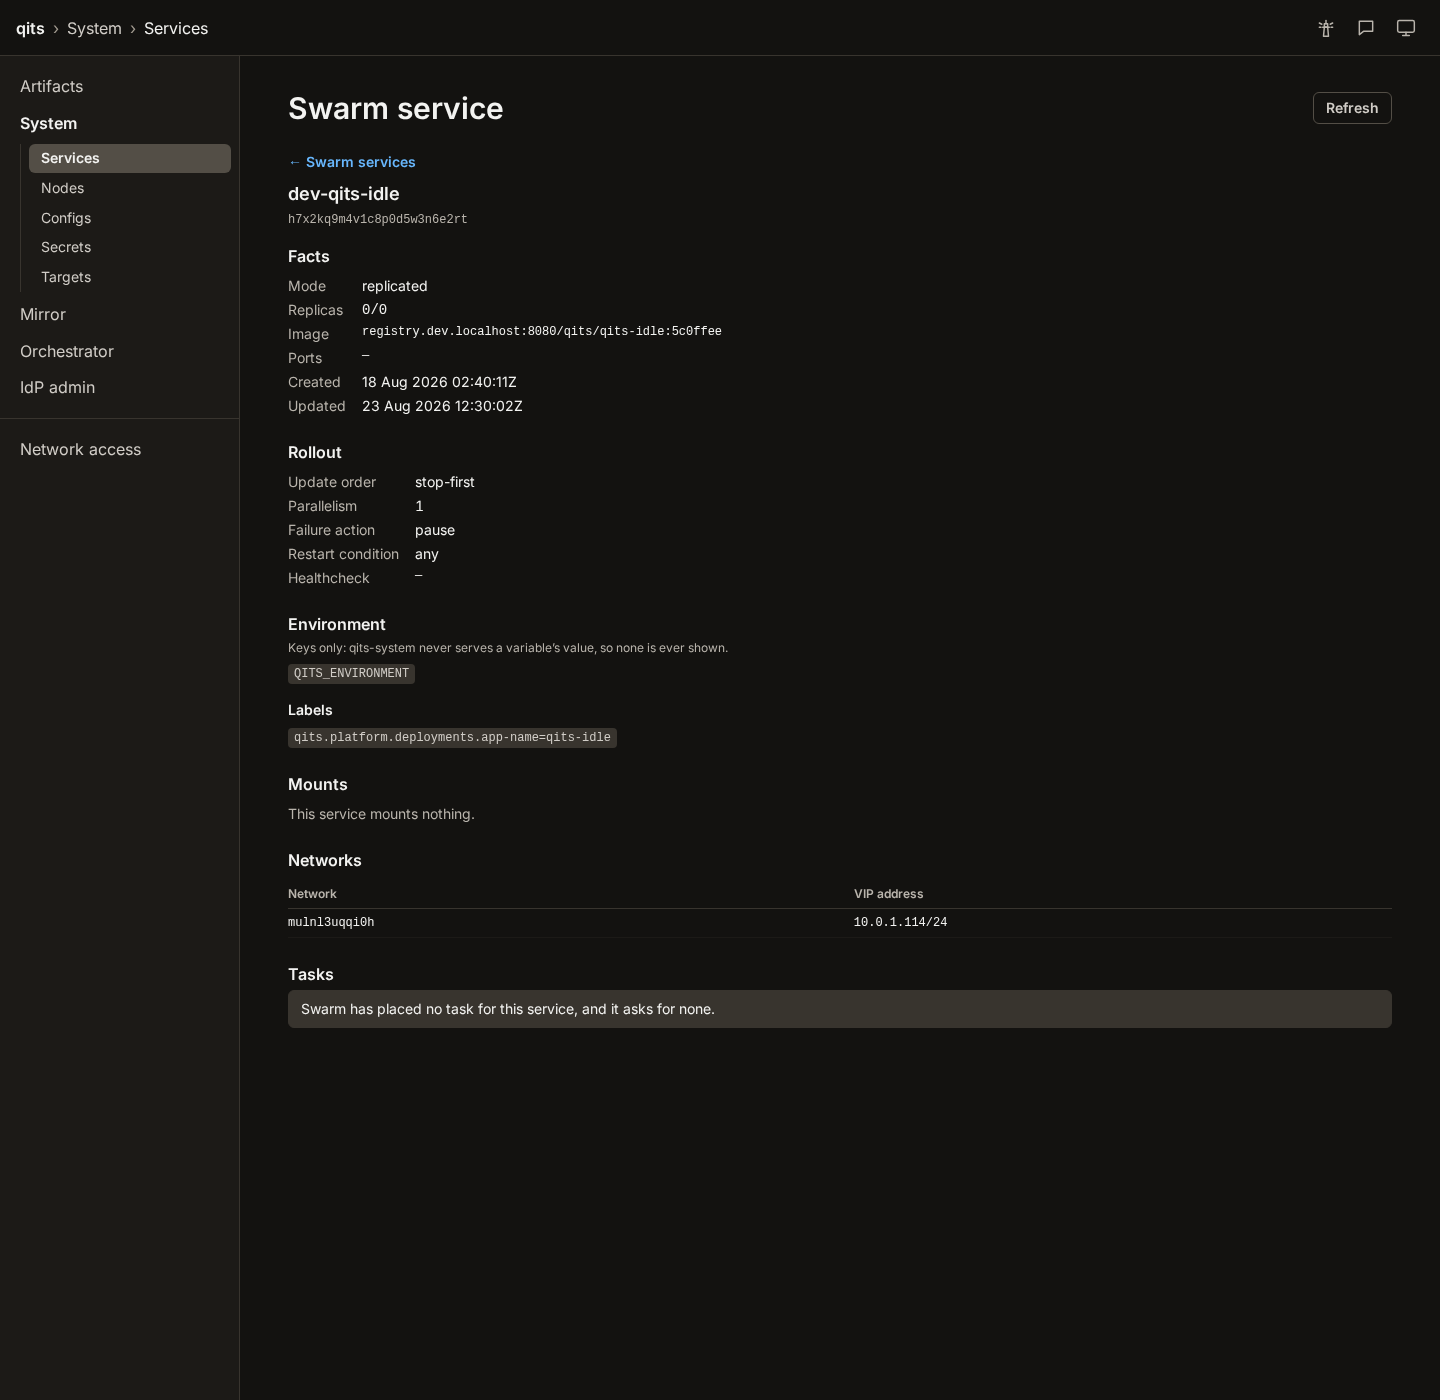 qits › System › Services
Artifacts
System
Services
Nodes
Configs
Secrets
Targets
Mirror
Orchestrator
IdP admin
Network access
Swarm service
Refresh
← Swarm services
dev-qits-idle
h7x2kq9m4v1c8p0d5w3n6e2rt
Facts
Mode replicated
Replicas 0/0
Image registry.dev.localhost:8080/qits/qits-idle:5c0ffee
Ports —
Created 18 Aug 2026 02:40:11Z
Updated 23 Aug 2026 12:30:02Z
Rollout
Update order stop-first
Parallelism 1
Failure action pause
Restart condition any
Healthcheck —
Environment
Keys only: qits-system never serves a variable’s value, so none is ever shown.
QITS_ENVIRONMENT
Labels
qits.platform.deployments.app-name=qits-idle
Mounts
This service mounts nothing.
Networks
Network VIP address
mulnl3uqqi0h 10.0.1.114/24
Tasks
Swarm has placed no task for this service, and it asks for none.